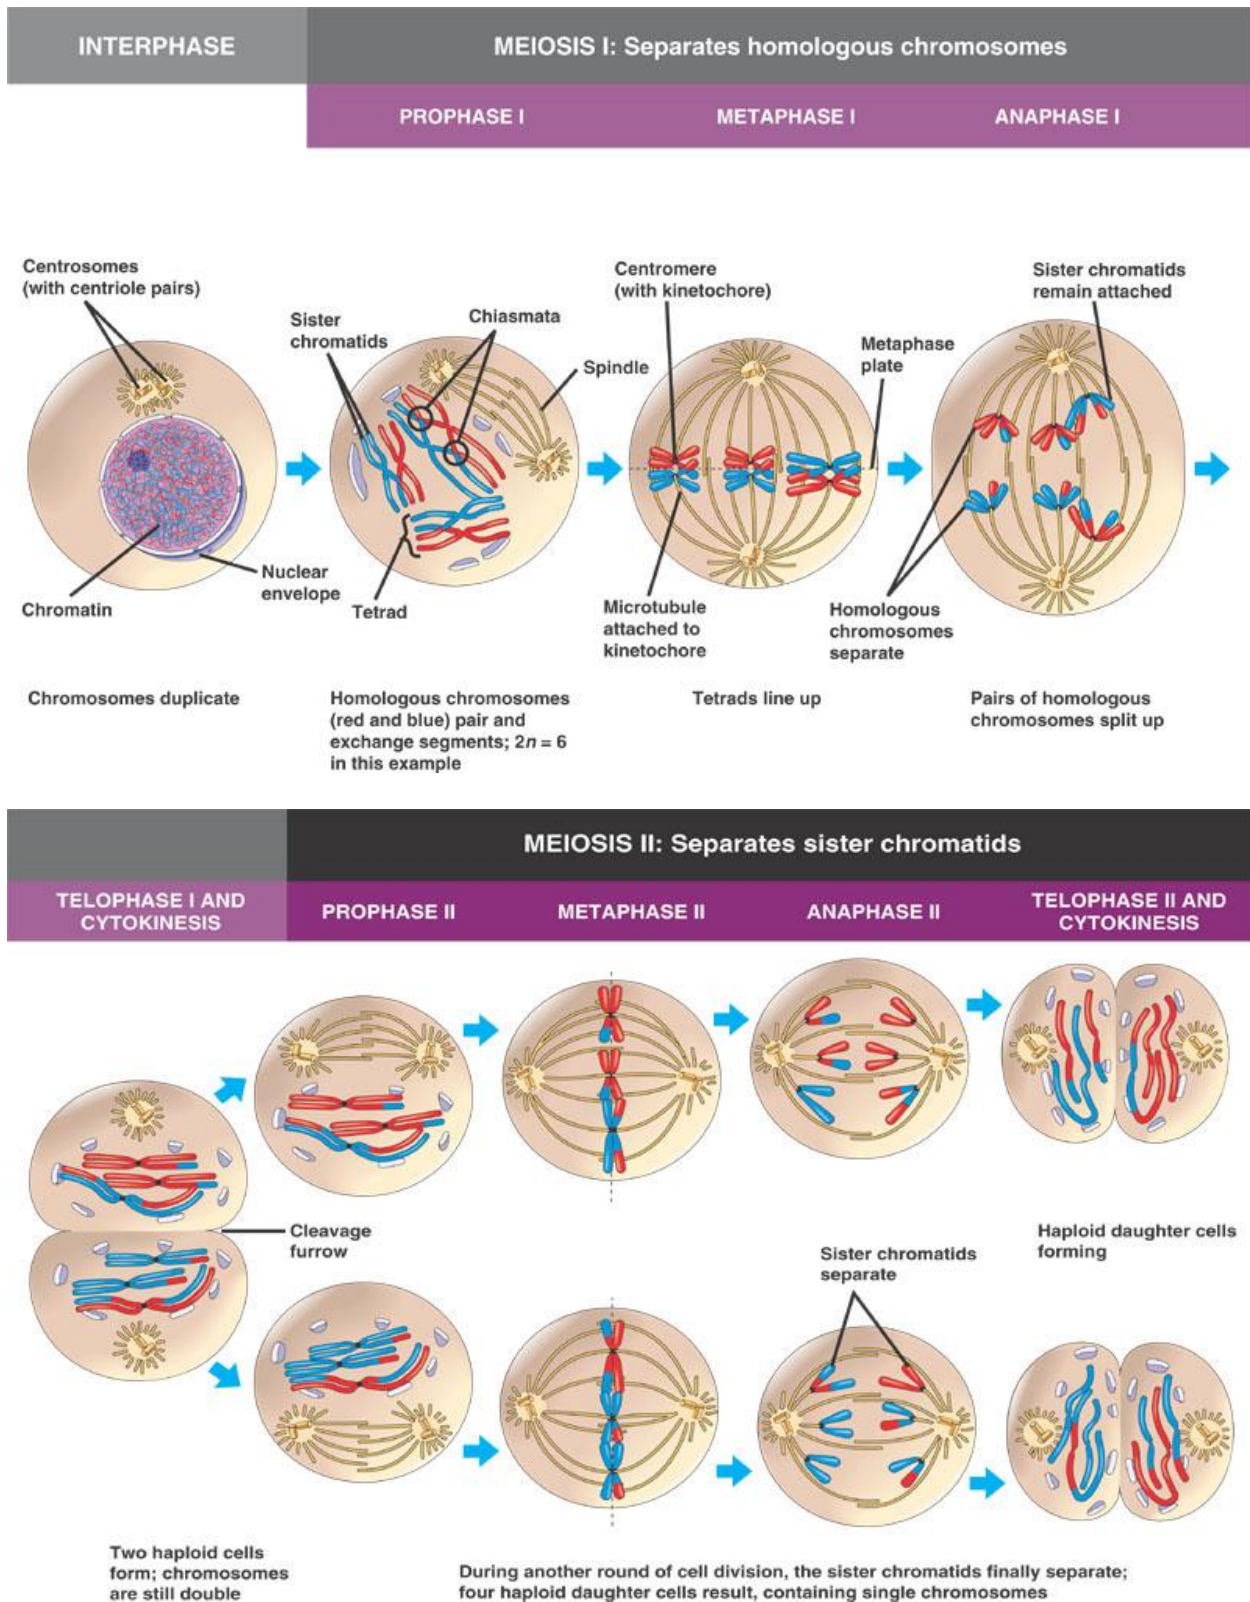 INTERPHASE
MEIOSIS I: Separates homologous chromosomes
PROPHASE I
METAPHASE I
ANAPHASE I
Centrosomes
(with centriole pairs)
Sister
chromatids
Chiasmata
Spindle
Centromere
(with kinetochore)
Metaphase
plate
Sister chromatids
remain attached
Chromatin
Nuclear
envelope
Tetrad
Microtubule
attached to
kinetochore
Homologous
chromosomes
separate
Chromosomes duplicate
Homologous chromosomes
(red and blue) pair and
exchange segments; 2n = 6
in this example
Tetrads line up
Pairs of homologous
chromosomes split up
MEIOSIS II: Separates sister chromatids
TELOPHASE I AND
CYTOKINESIS
PROPHASE II
METAPHASE II
ANAPHASE II
TELOPHASE II AND
CYTOKINESIS
Cleavage
furrow
Sister chromatids
separate
Haploid daughter cells
forming
Two haploid cells
form; chromosomes
are still double
During another round of cell division, the sister chromatids finally separate;
four haploid daughter cells result, containing single chromosomes